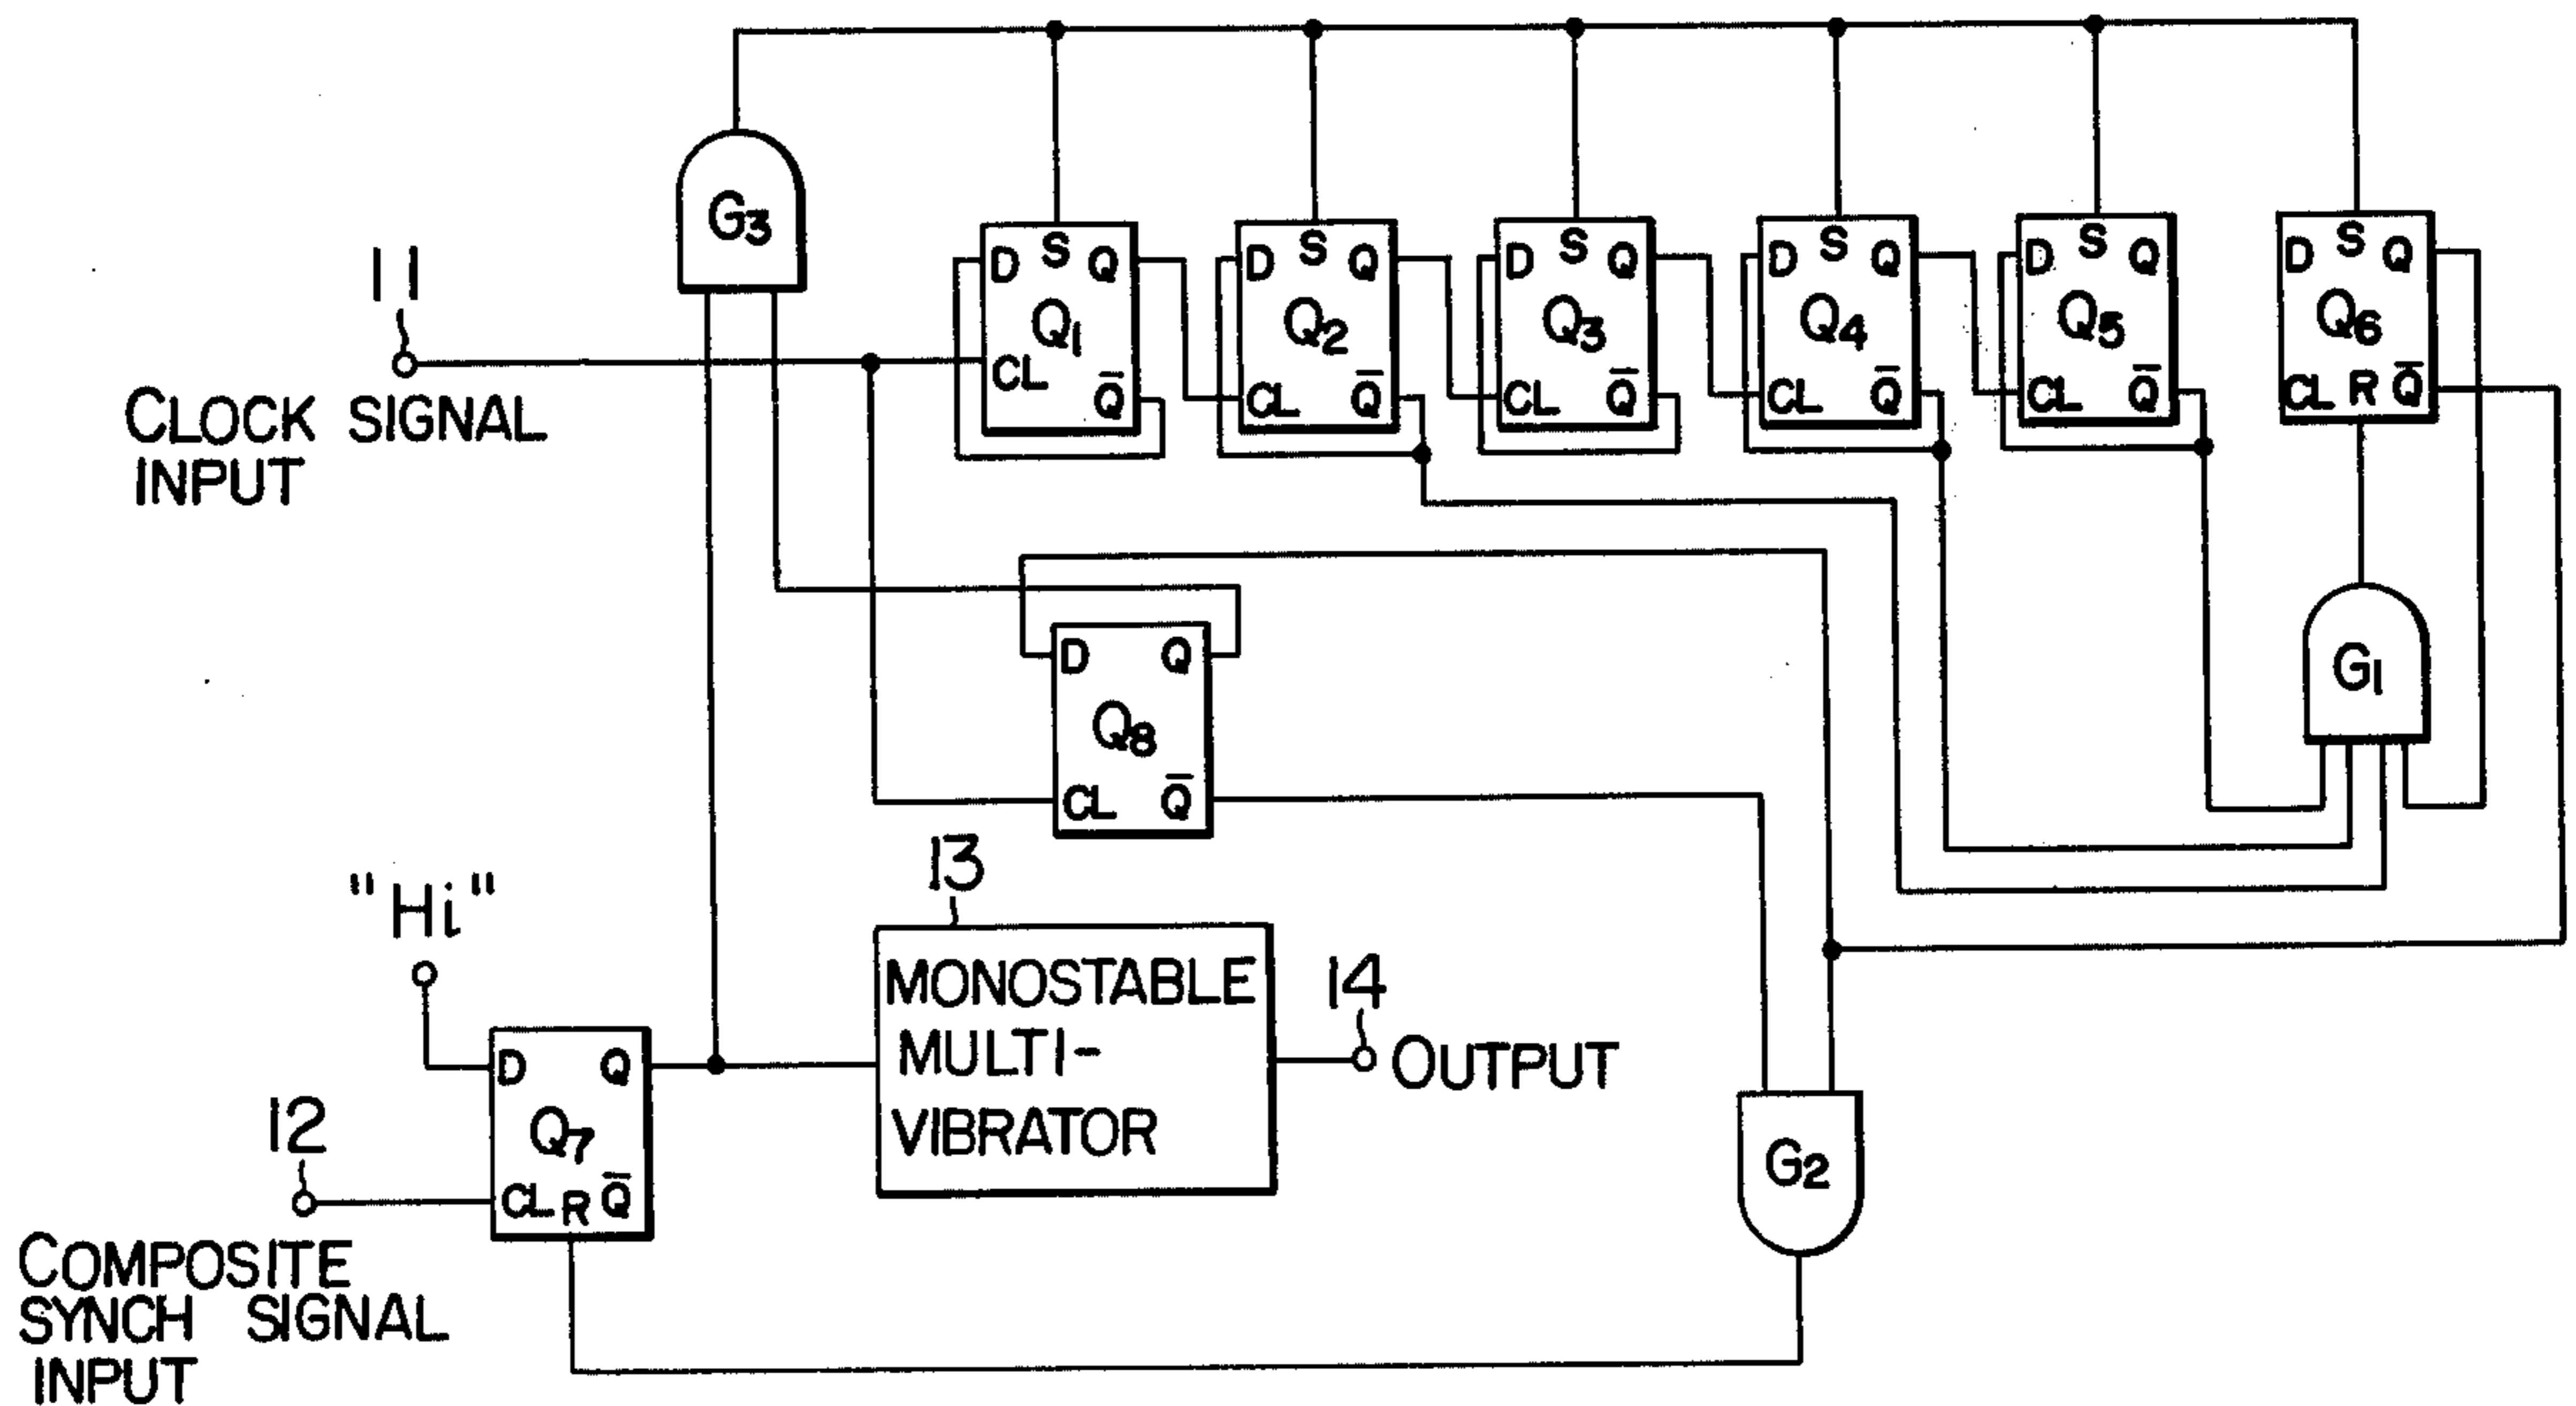 G3
11
CLOCK SIGNAL
INPUT
D S Q
Q1
CL Q̅
D S Q
Q2
CL Q̅
D S Q
Q3
CL Q̅
D S Q
Q4
CL Q̅
D S Q
Q5
CL Q̅
D S Q
Q6
CL R Q̅
G1
D Q
Q8
CL Q̅
"Hi"
13
MONOSTABLE
MULTI-
VIBRATOR
14
OUTPUT
D Q
Q7
CL R Q̅
12
COMPOSITE
SYNCH SIGNAL
INPUT
G2